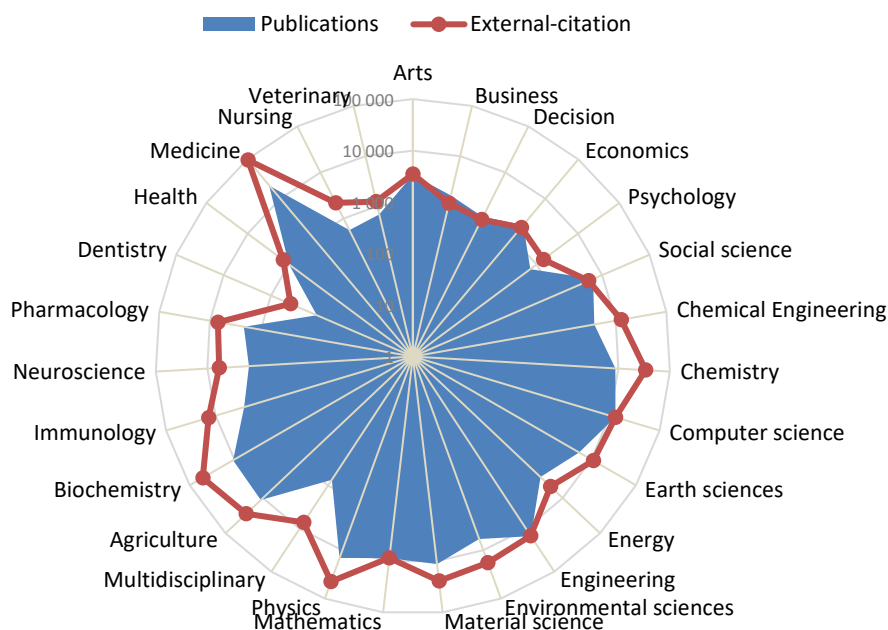 Publications External-citation
Arts
Business
Decision
Economics
Psychology
Social science
Chemical Engineering
Chemistry
Computer science
Earth sciences
Energy
Engineering
Environmental sciences
Material science
Mathematics
Physics
Multidisciplinary
Agriculture
Biochemistry
Immunology
Neuroscience
Pharmacology
Dentistry
Health
Medicine
Nursing
Veterinary
100 000
10 000
1 000
100
10
1